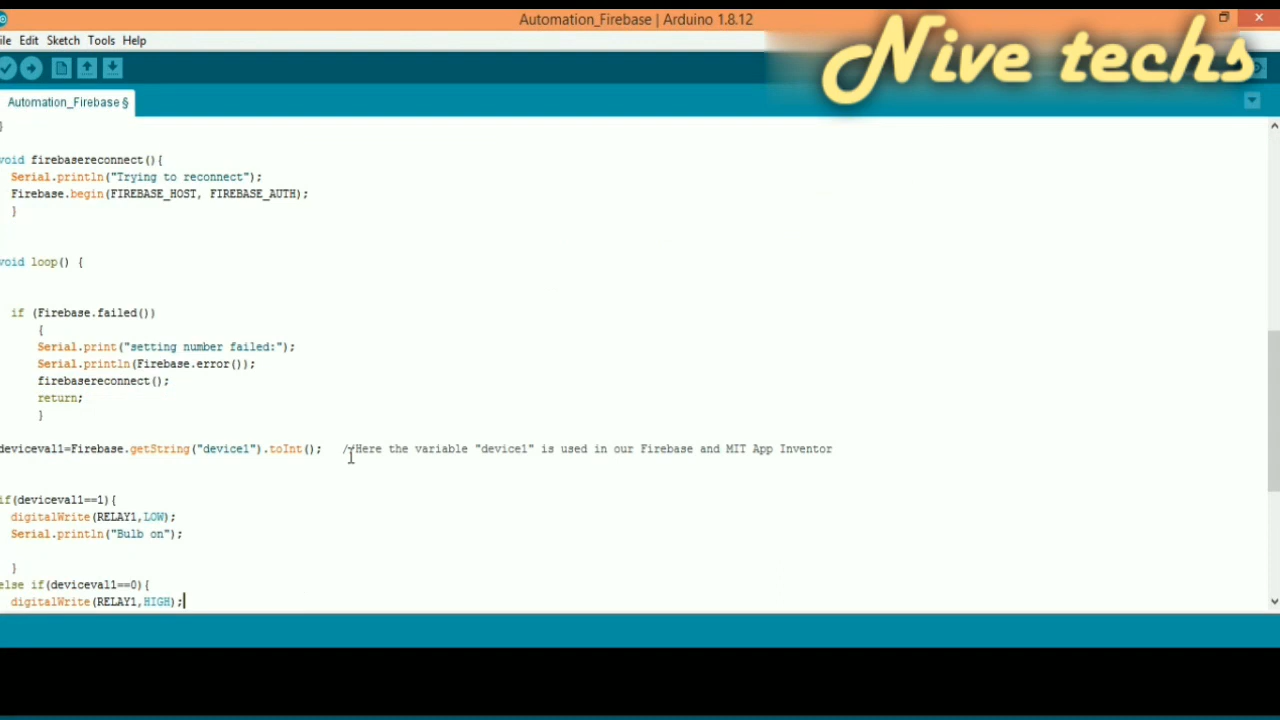 Automation_Firebase | Arduino 1.8.12
Nive techs
ile Edit Sketch Tools Help
Automation_Firebase §
}
void firebasereconnect(){
Serial.println("Trying to reconnect");
Firebase.begin(FIREBASE_HOST, FIREBASE_AUTH);
}
void loop() {
if (Firebase.failed())
{
Serial.print("setting number failed:");
Serial.println(Firebase.error());
firebasereconnect();
return;
}
deviceval1=Firebase.getString("device1").toInt(); //Here the variable "device1" is used in our Firebase and MIT App Inventor
if(deviceval1==1){
digitalWrite(RELAY1,LOW);
Serial.println("Bulb on");
}
else if(deviceval1==0){
digitalWrite(RELAY1,HIGH);